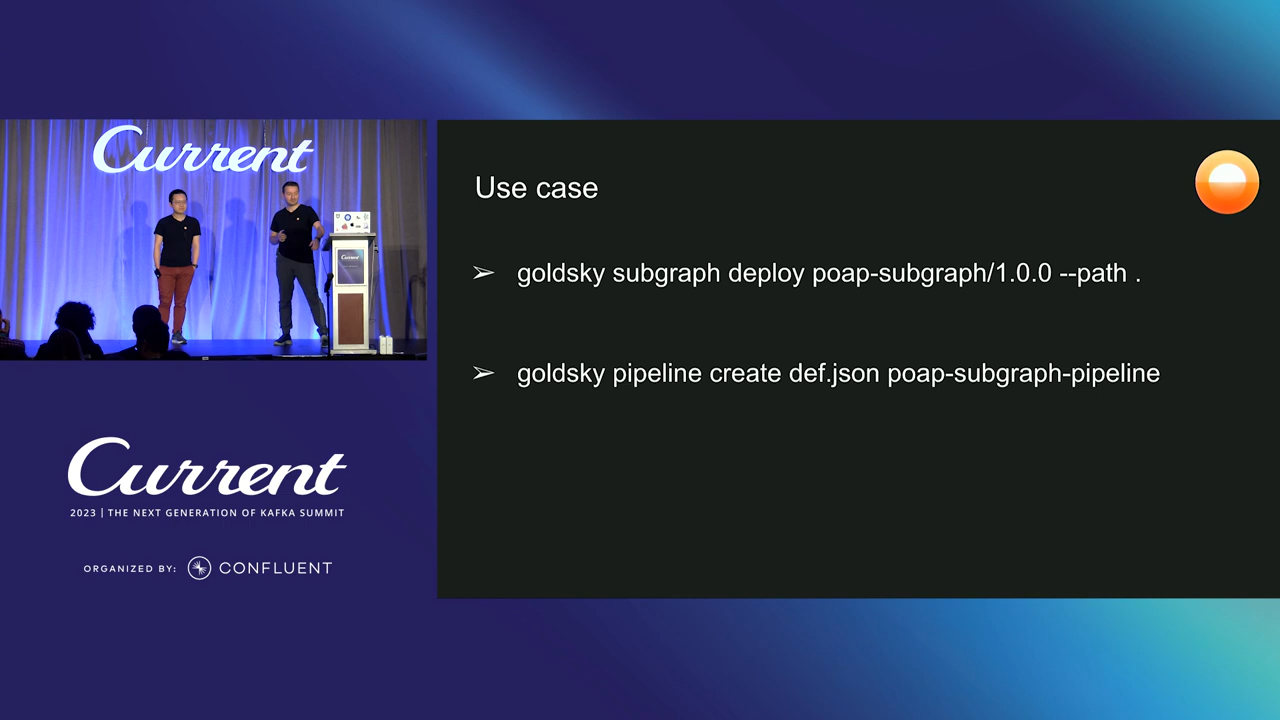 Current
Current
Current
2023 | THE NEXT GENERATION OF KAFKA SUMMIT
ORGANIZED BY: CONFLUENT
Use case
➢ goldsky subgraph deploy poap-subgraph/1.0.0 --path .
➢ goldsky pipeline create def.json poap-subgraph-pipeline